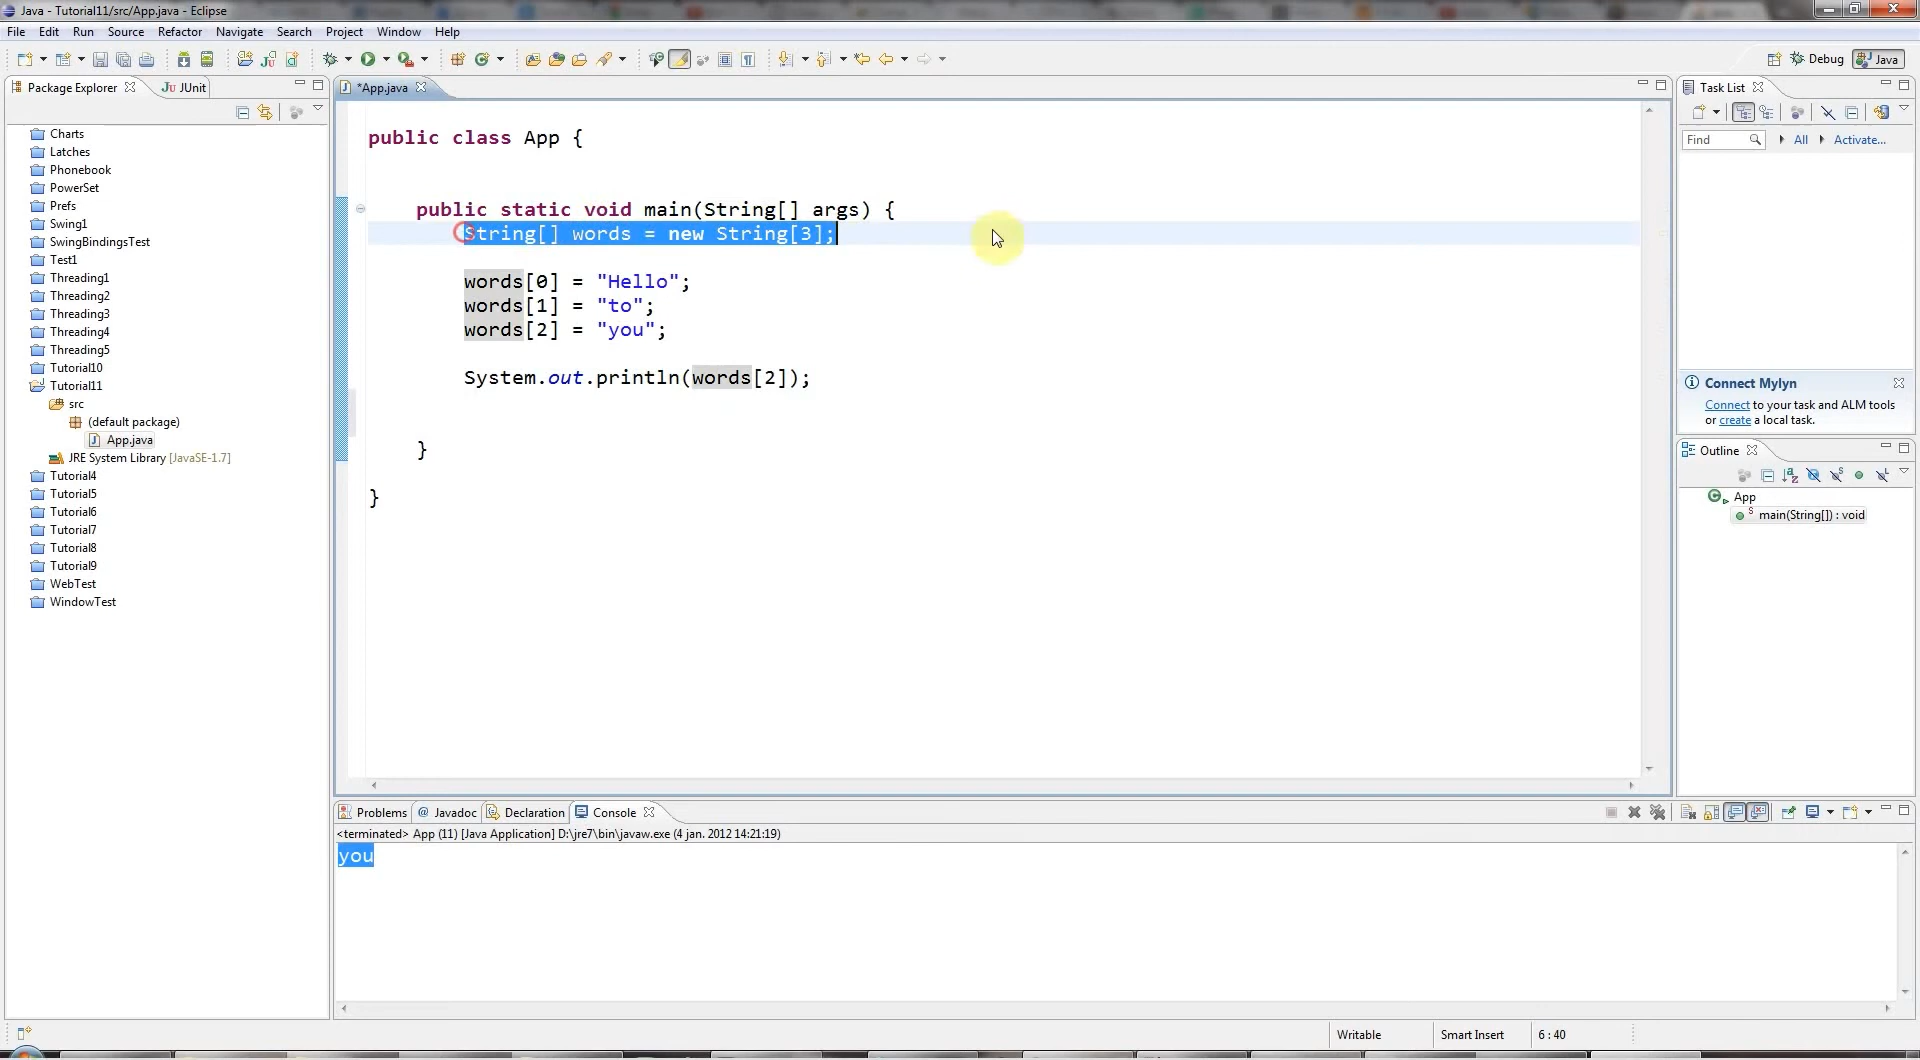 Java - Tutorial11/src/App.java - Eclipse
File Edit Run Source Refactor Navigate Search Project Window Help
Debug Java
Package Explorer JUnit
Charts
Latches
Phonebook
PowerSet
Prefs
Swing1
SwingBindingsTest
Test1
Threading1
Threading2
Threading3
Threading4
Threading5
Tutorial10
Tutorial11
src
(default package)
App.java
JRE System Library [JavaSE-1.7]
Tutorial4
Tutorial5
Tutorial6
Tutorial7
Tutorial8
Tutorial9
WebTest
WindowTest
*App.java
public class App {
public static void main(String[] args) {
String[] words = new String[3];
words[0] = "Hello";
words[1] = "to";
words[2] = "you";
System.out.println(words[2]);
}
}
Task List
Find All Activate...
Connect Mylyn
Connect to your task and ALM tools
or create a local task.
Outline
App
main(String[]) : void
Problems Javadoc Declaration Console
<terminated> App (11) [Java Application] D:\jre7\bin\javaw.exe (4 jan. 2012 14:21:19)
you
Writable Smart Insert 6 : 40